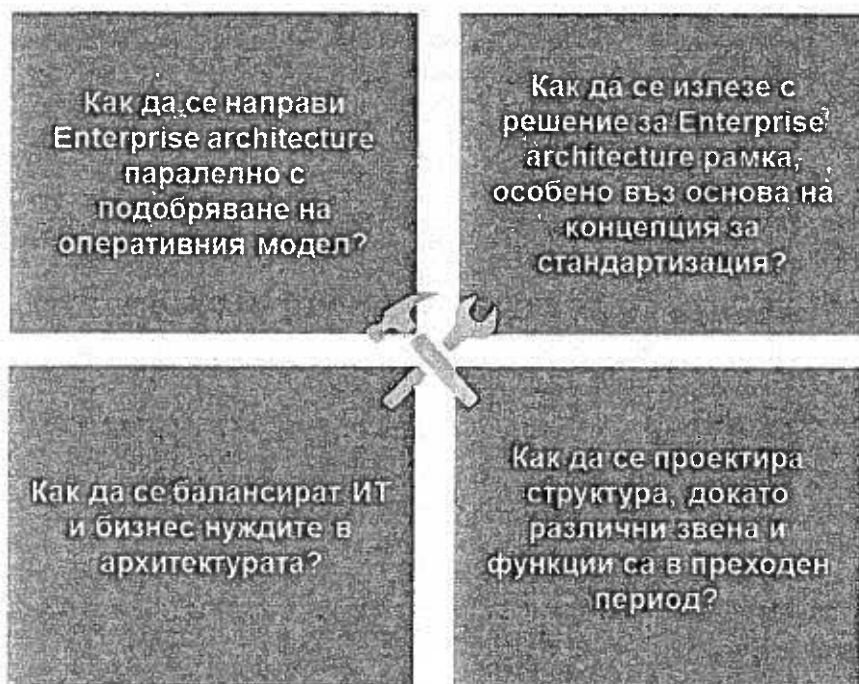 Как да се направи
Enterprise architecture
паралелно с
подобряване на
оперативния модел?
Как да се излезе с
решение за Enterprise
architecture рамка,
особено въз основа на
концепция за
стандартизация?
Как да се балансират ИТ
и бизнес нуждите в
архитектурата?
Как да се проектира
структура, докато
различни звена и
функции са в преходен
период?